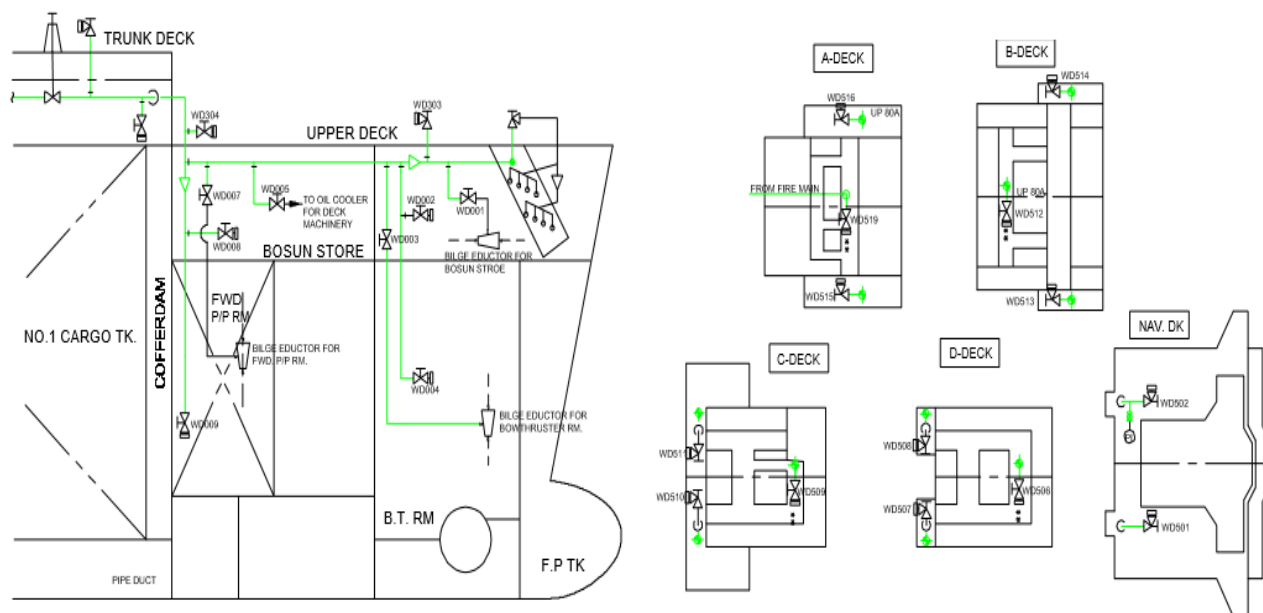 TRUNK DECK
WD304
UPPER DECK
WD303
WD007
WD005
TO OIL COOLER
FOR DECK
MACHINERY
WD002
WD001
WD008
WD003
BOSUN STORE
BILGE EDUCTOR FOR
BOSUN STROE
NO.1 CARGO TK.
COFFERDAM
FWD
P/P RM
BILGE EDUCTOR FOR
FWD. P/P RM.
WD004
WD009
BILGE EDUCTOR FOR
BOWTHRUSTER RM.
B.T. RM
F.P TK
PIPE DUCT
A-DECK
WD516
UP 80A
FROM FIRE MAIN
WD519
WD515
B-DECK
WD514
UP 80A
WD512
WD513
C-DECK
WD511
WD510
WD509
D-DECK
WD508
WD506
WD507
NAV. DK
WD502
WD501